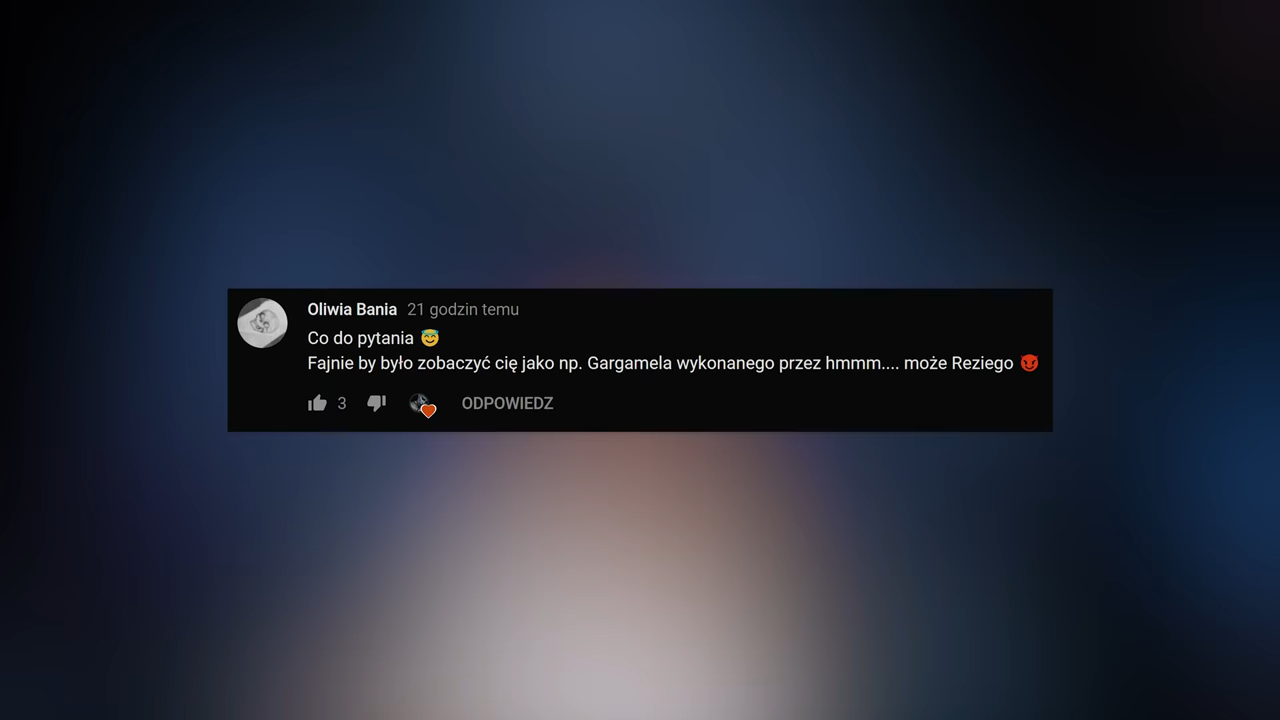 Oliwia Bania 21 godzin temu
Co do pytania 😇
Fajnie by było zobaczyć cię jako np. Gargamela wykonanego przez hmmm.... może Reziego 😈
3 ODPOWIEDZ